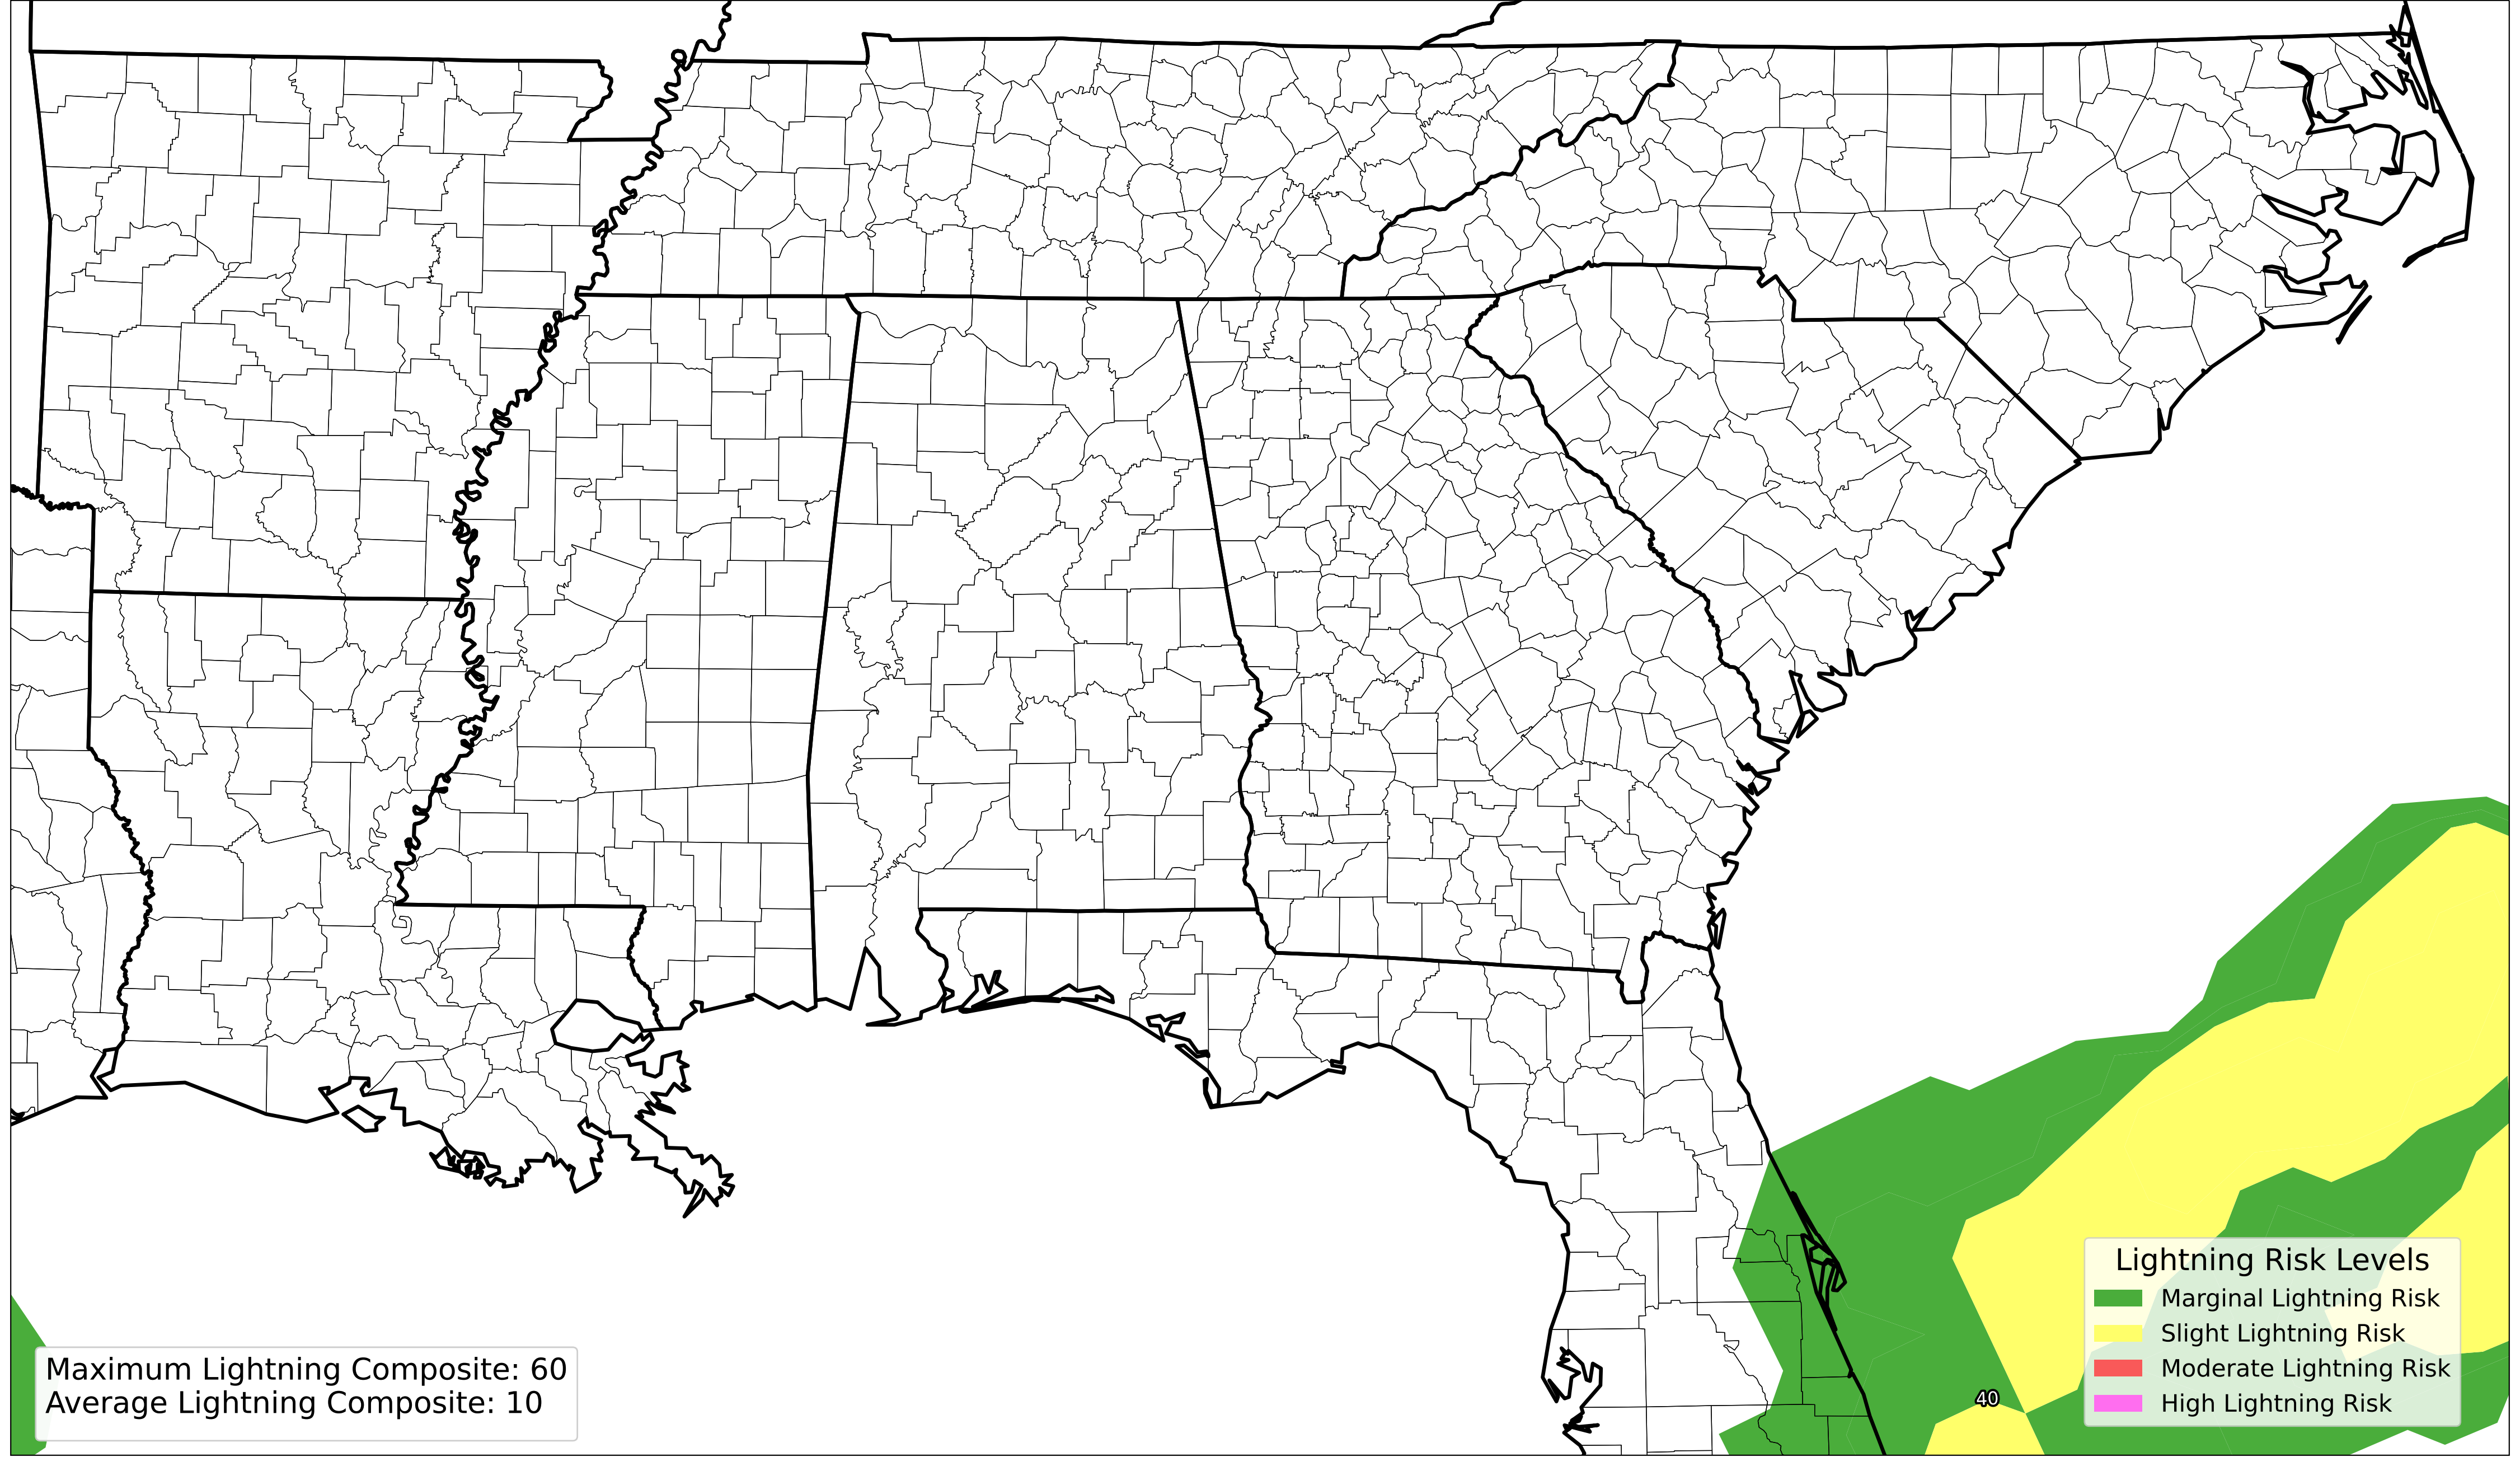 Lightning Risk Levels
Marginal Lightning Risk
Slight Lightning Risk
Moderate Lightning Risk
High Lightning Risk
Maximum Lightning Composite: 60
Average Lightning Composite: 10
40